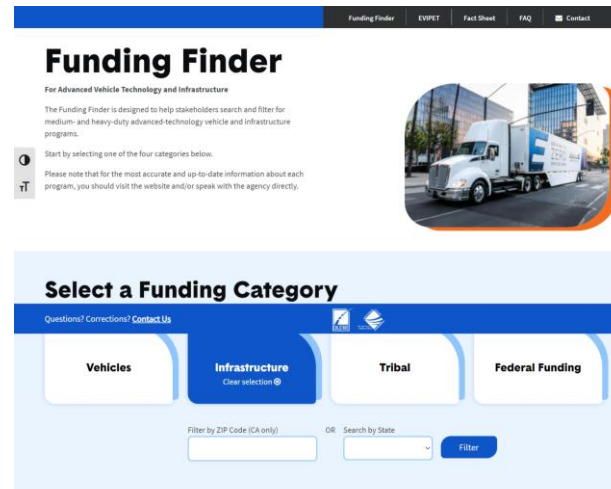 Funding Finder EVIPET Fact Sheet FAQ Contact
Funding Finder
For Advanced Vehicle Technology and Infrastructure
The Funding Finder is designed to help stakeholders search and filter for
medium- and heavy-duty advanced-technology vehicle and infrastructure
programs.
Start by selecting one of the four categories below.
Please note that for the most accurate and up-to-date information about each
program, you should visit the website and/or speak with the agency directly.
Select a Funding Category
Questions? Corrections? Contact Us
Vehicles
Infrastructure
Clear selection
Tribal
Federal Funding
Filter by ZIP Code (CA only) OR Search by State
Filter